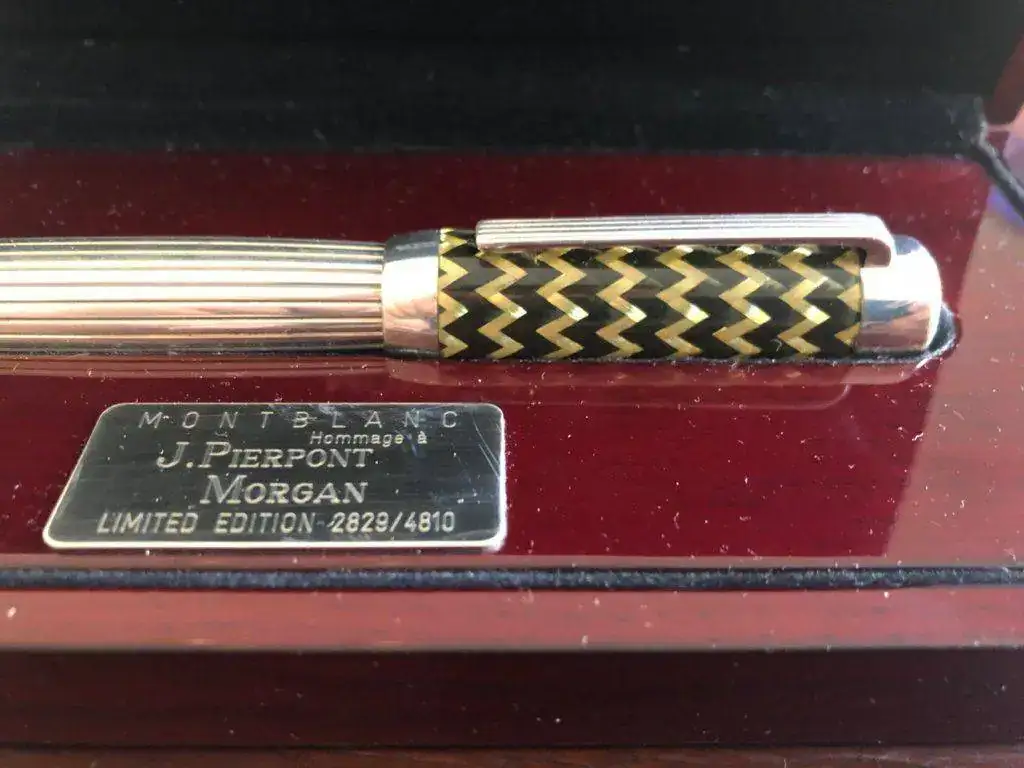 MONTBLANC
Hommage à
J.PIERPONT
MORGAN
LIMITED EDITION 2829/4810